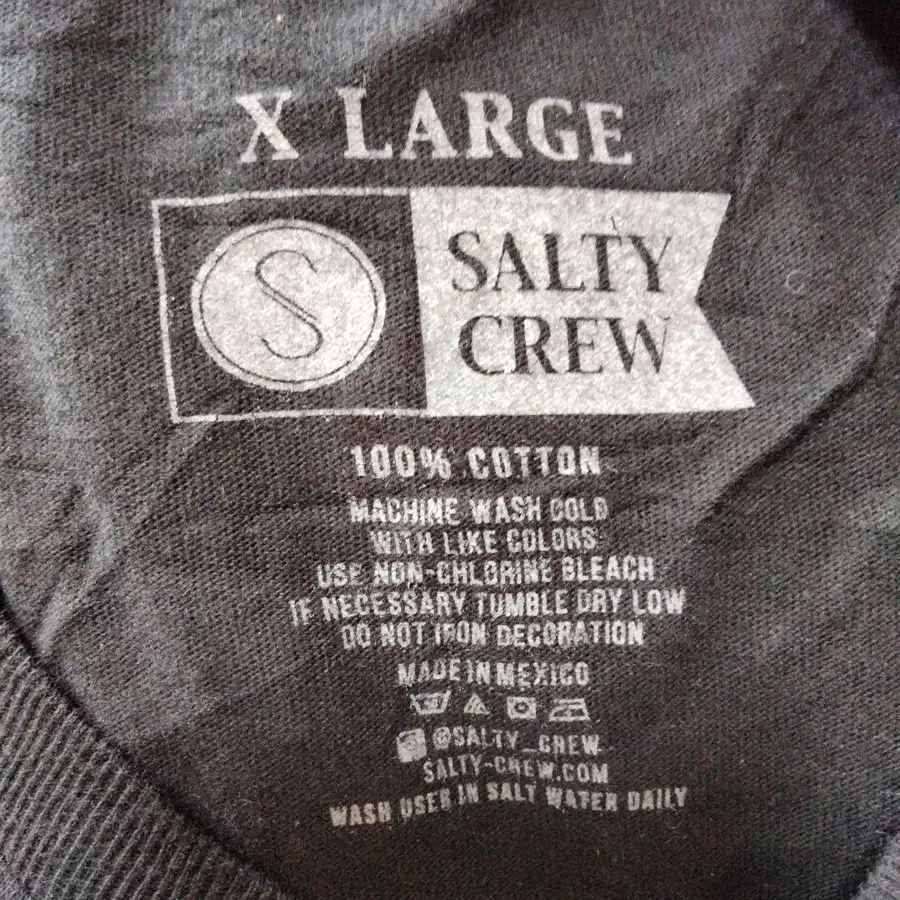 X LARGE
S
SALTY
CREW
100% COTTON
MACHINE WASH COLD
WITH LIKE COLORS
USE NON-CHLORINE BLEACH
IF NECESSARY TUMBLE DRY LOW
DO NOT IRON DECORATION
MADE IN MEXICO
@SALTY_CREW
SALTY-CREW.COM
WASH USER IN SALT WATER DAILY